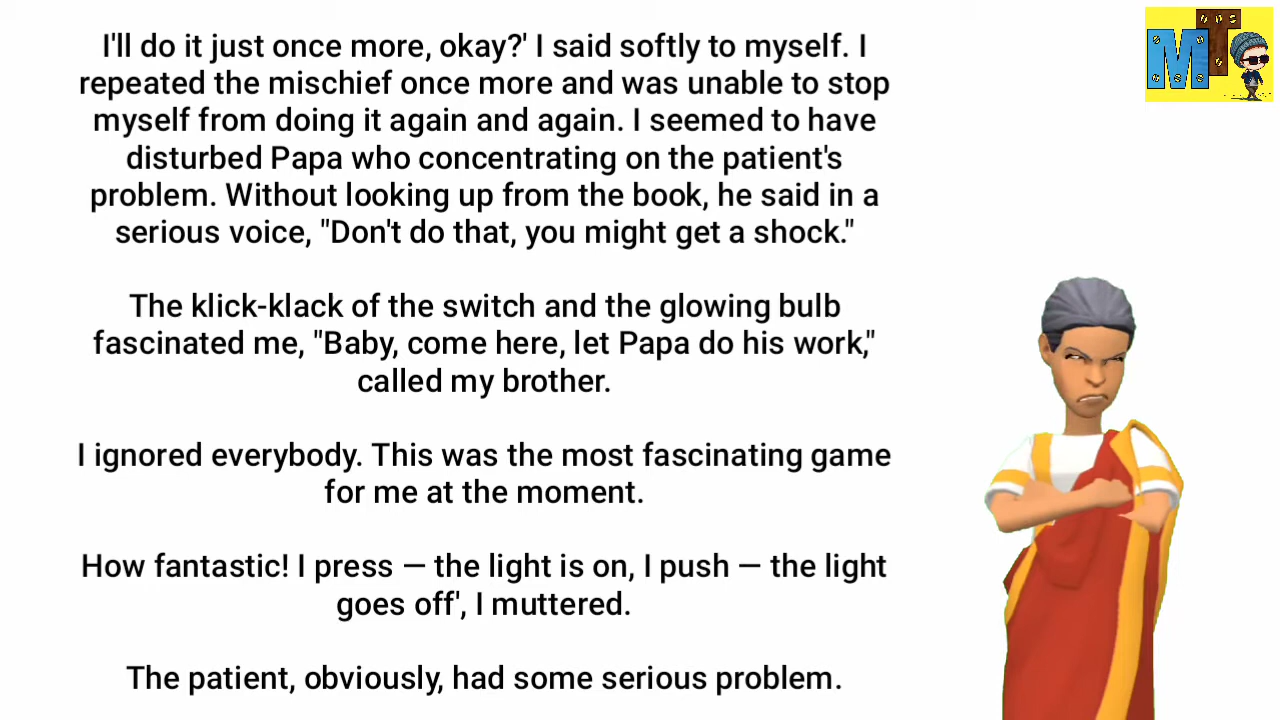 I'll do it just once more, okay?' I said softly to myself. I
repeated the mischief once more and was unable to stop
myself from doing it again and again. I seemed to have
disturbed Papa who concentrating on the patient's
problem. Without looking up from the book, he said in a
serious voice, "Don't do that, you might get a shock."
The klick-klack of the switch and the glowing bulb
fascinated me, "Baby, come here, let Papa do his work,"
called my brother.
I ignored everybody. This was the most fascinating game
for me at the moment.
How fantastic! I press — the light is on, I push — the light
goes off', I muttered.
The patient, obviously, had some serious problem.
MT